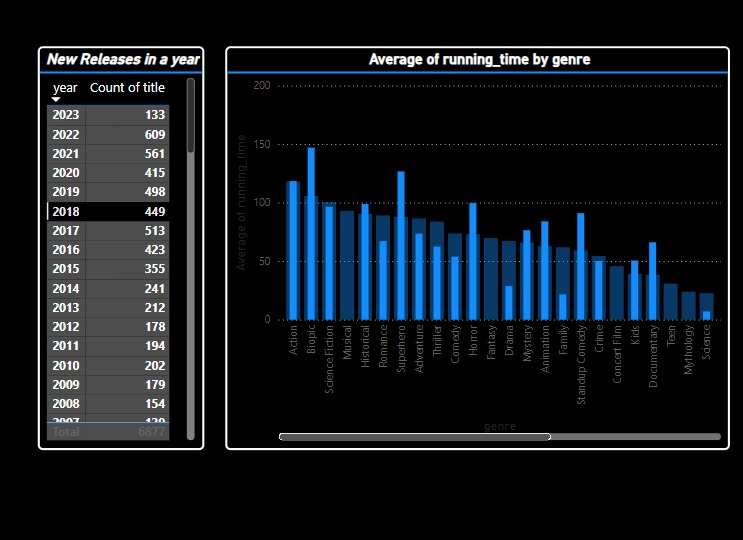 New Releases in a year
year Count of title
2023 133
2022 609
2021 561
2020 415
2019 498
2018 449
2017 513
2016 423
2015 355
2014 241
2013 212
2012 178
2011 194
2010 202
2009 179
2008 154
2007
Total 6877
Average of running_time by genre
Average of running_time
200
150
100
50
0
Action
Biopic
Science Fiction
Musical
Historical
Romance
Superhero
Adventure
Thriller
Comedy
Horror
Fantasy
Drama
Mystery
Animation
Family
Standup Comedy
Crime
Concert Film
Kids
Documentary
Teen
Mythology
Science
genre